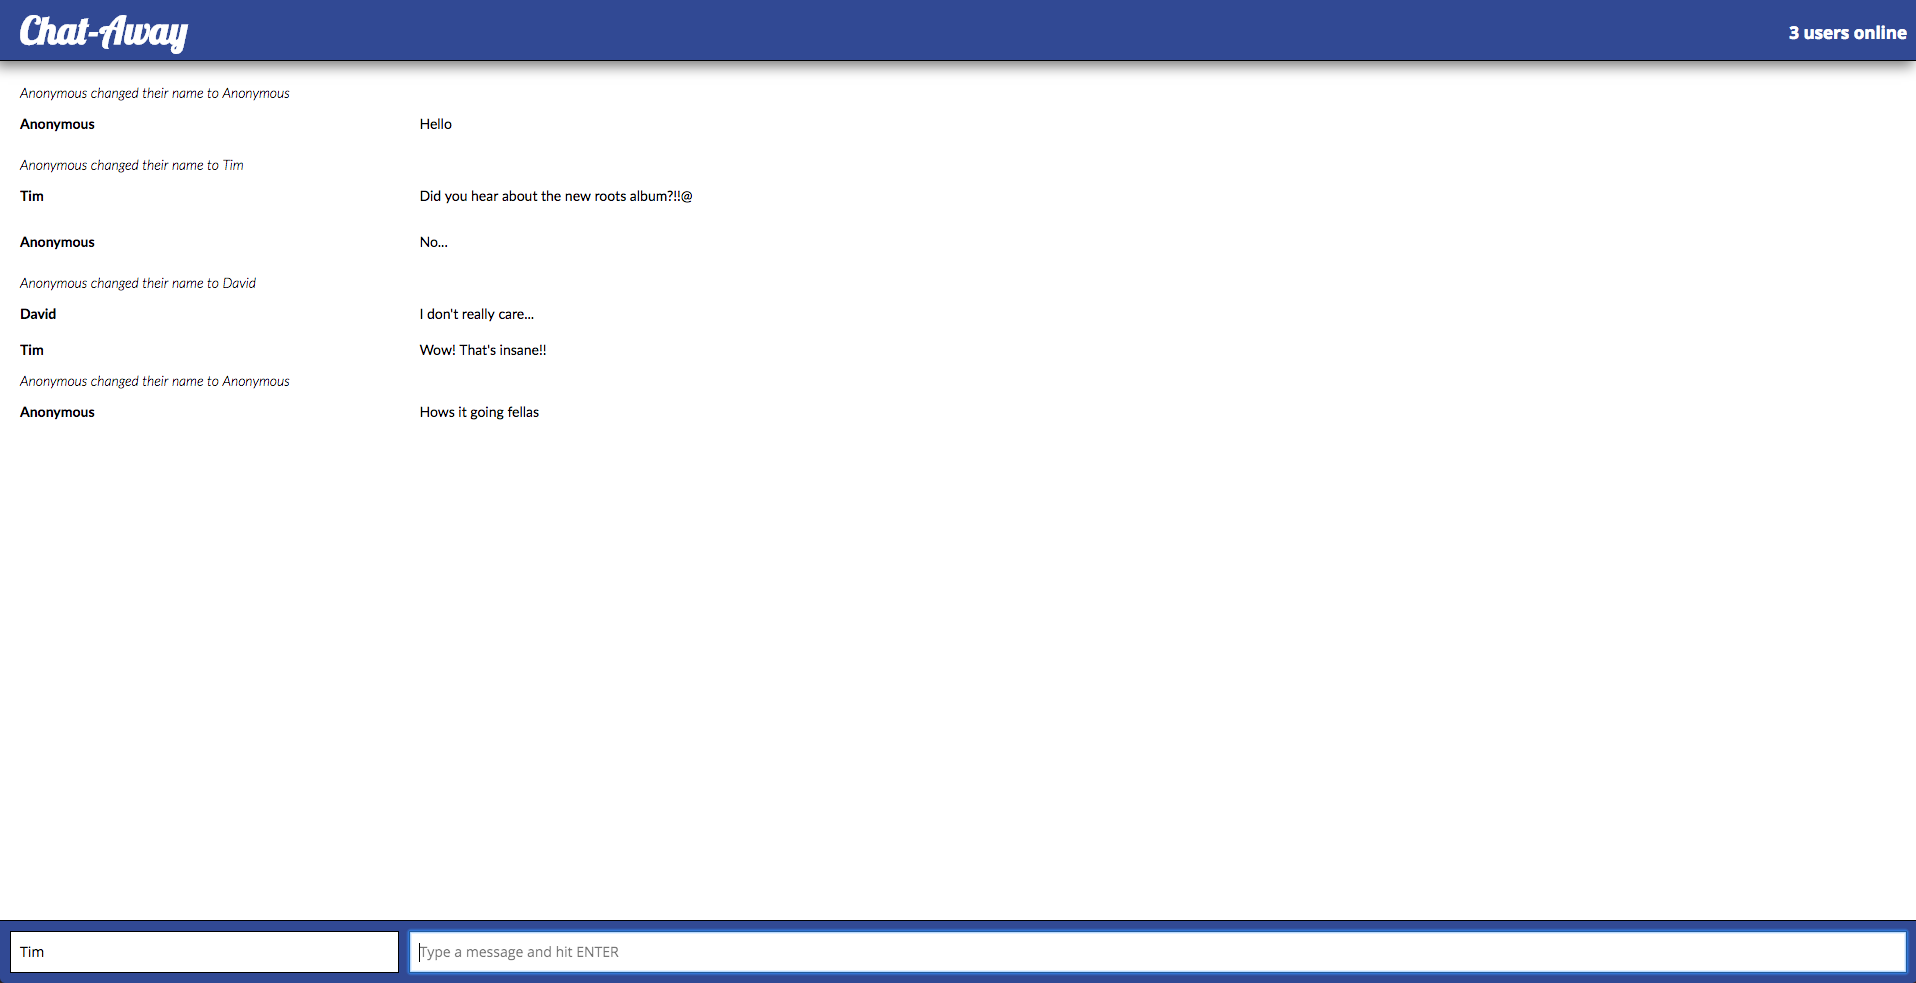 Chat-Away
3 users online
Anonymous changed their name to Anonymous
Anonymous Hello
Anonymous changed their name to Tim
Tim Did you hear about the new roots album?!!@
Anonymous No...
Anonymous changed their name to David
David I don't really care...
Tim Wow! That's insane!!
Anonymous changed their name to Anonymous
Anonymous Hows it going fellas
Tim Type a message and hit ENTER